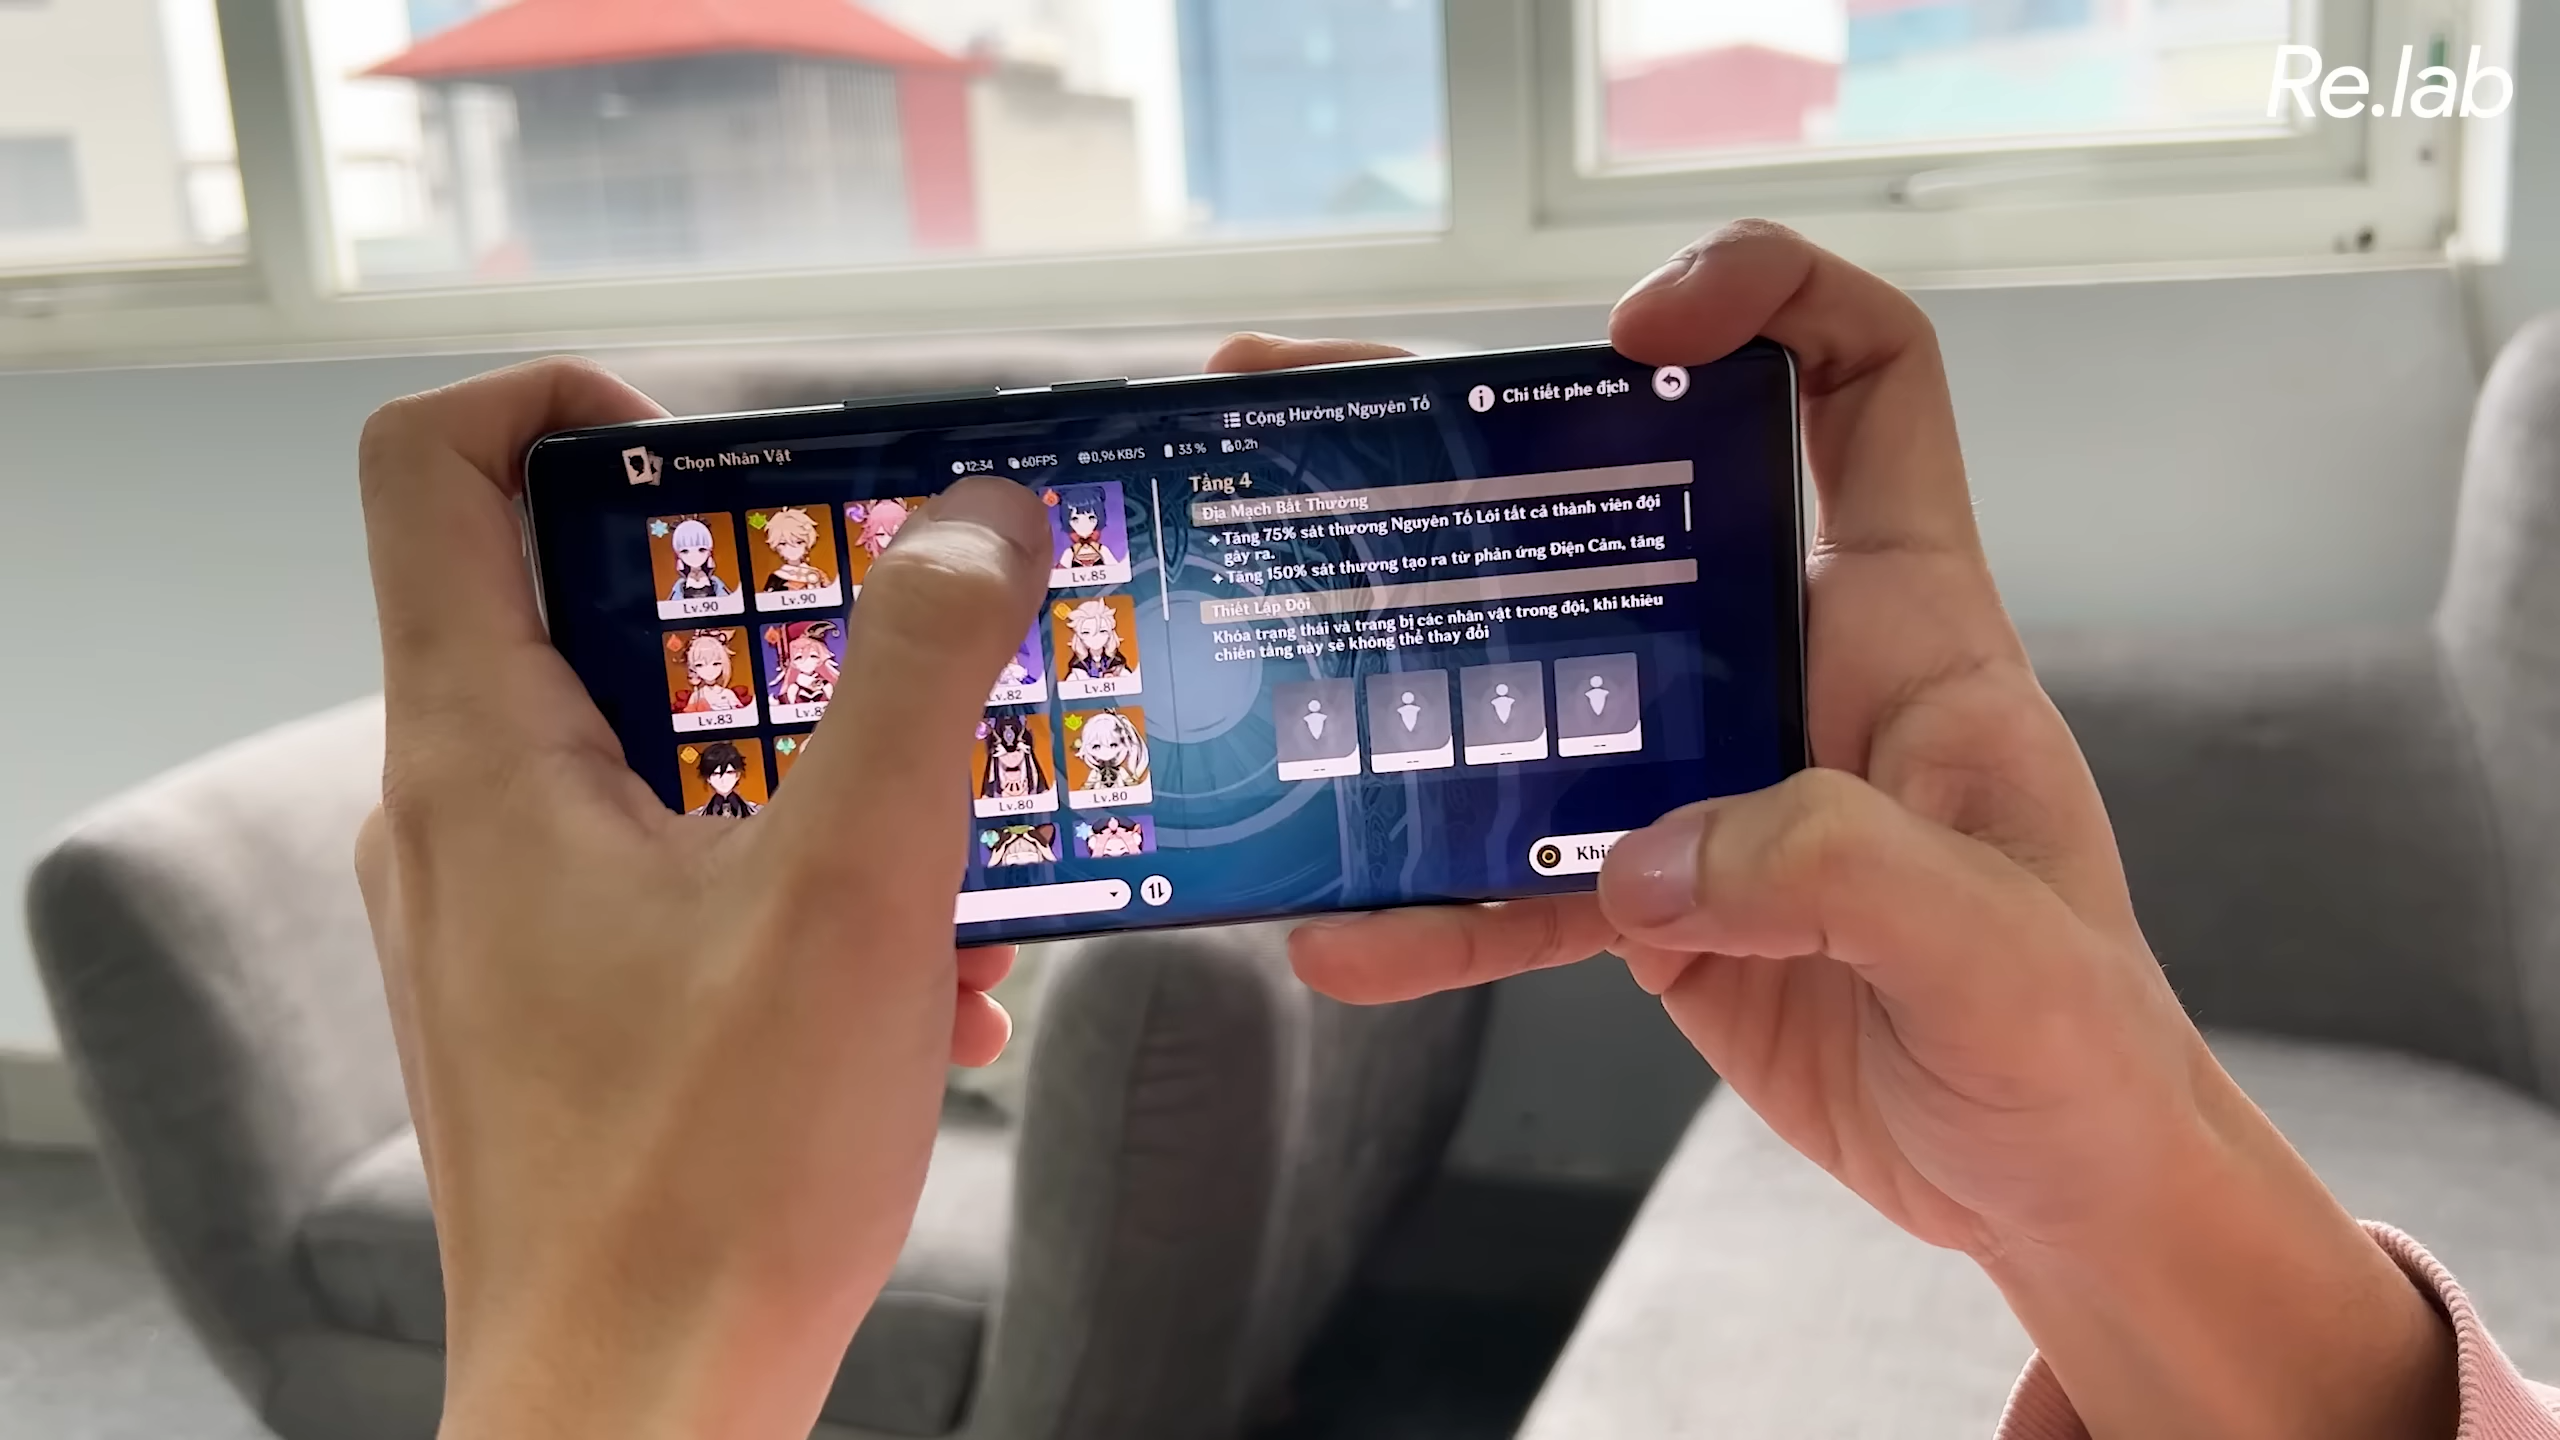 Re.lab
Chọn Nhân Vật
Cộng Hưởng Nguyên Tố
Chi tiết phe địch
12:34 60FPS 0,96 KB/S 33 % 0,2h
Tầng 4
Địa Mạch Bất Thường
Tăng 75% sát thương Nguyên Tố Lôi tất cả thành viên đội
gây ra.
Tăng 150% sát thương tạo ra từ phản ứng Điện Cảm, tăng
Thiết Lập Đội
Khóa trạng thái và trang bị các nhân vật trong đội, khi khiêu
chiến tầng này sẽ không thể thay đổi
Lv.90 Lv.90 Lv.85
Lv.83 Lv.82 Lv.81
Lv.80 Lv.80
-- -- -- --